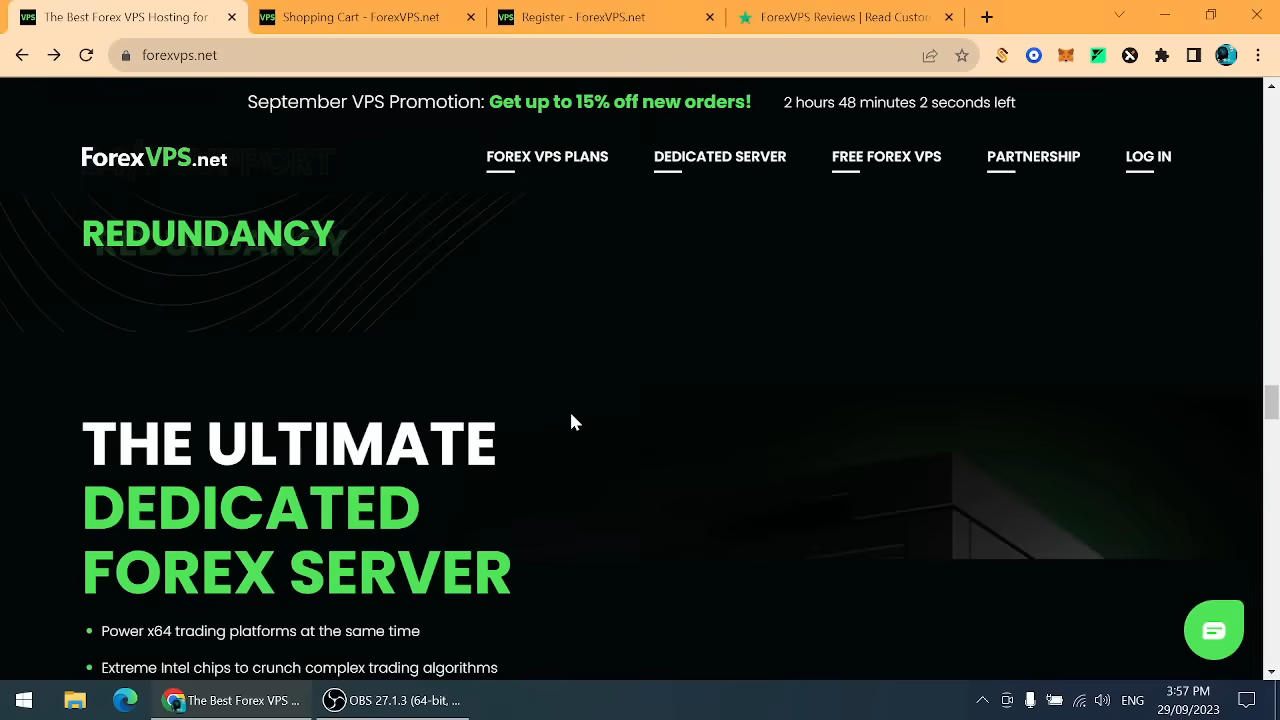 The Best Forex VPS Hosting for
Shopping Cart - ForexVPS.net
Register - ForexVPS.net
ForexVPS Reviews | Read Custom
forexvps.net
September VPS Promotion: Get up to 15% off new orders!
2 hours 48 minutes 2 seconds left
ForexVPS.net
FOREX VPS PLANS
DEDICATED SERVER
FREE FOREX VPS
PARTNERSHIP
LOG IN
REDUNDANCY
THE ULTIMATE
DEDICATED
FOREX SERVER
Power x64 trading platforms at the same time
Extreme Intel chips to crunch complex trading algorithms
The Best Forex VPS ...
OBS 27.1.3 (64-bit, ...
ENG
3:57 PM
29/09/2023